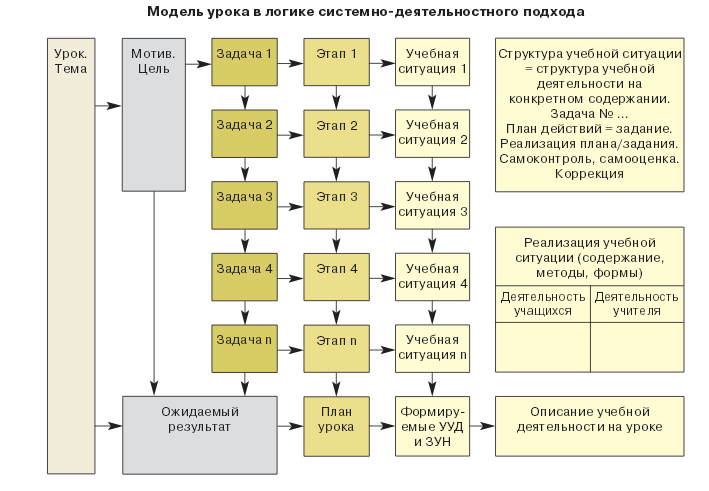 Модель урока в логике системно-деятельностного подхода
Урок.
Тема
Мотив.
Цель
Задача 1
Этап 1
Учебная
ситуация 1
Задача 2
Этап 2
Учебная
ситуация 2
Задача 3
Этап 3
Учебная
ситуация 3
Задача 4
Этап 4
Учебная
ситуация 4
Задача n
Этап n
Учебная
ситуация n
Ожидаемый
результат
План
урока
Формиру-
емые УУД
и ЗУН
Структура учебной ситуации
= структура учебной
деятельности на
конкретном содержании.
Задача № ...
План действий = задание.
Реализация плана/задания.
Самоконтроль, самооценка.
Коррекция
Реализация учебной
ситуации (содержание,
методы, формы)
Деятельность
учащихся
Деятельность
учителя
Описание учебной
деятельности на уроке